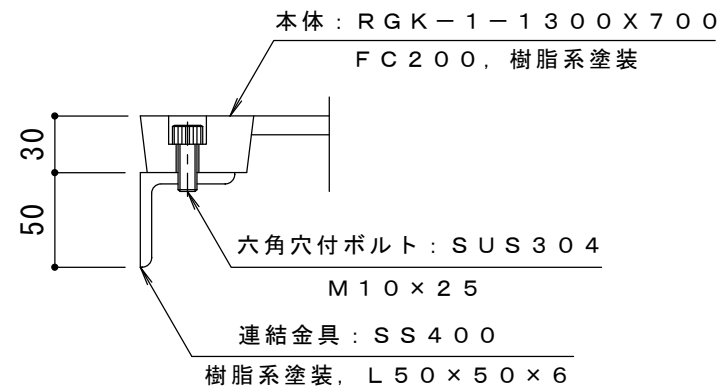 本体：ＲＧＫ－１－１３００Ｘ７００
ＦＣ２００，樹脂系塗装
30
50
六角穴付ボルト：ＳＵＳ３０４
Ｍ１０×２５
連結金具：ＳＳ４００
樹脂系塗装，Ｌ５０×５０×６